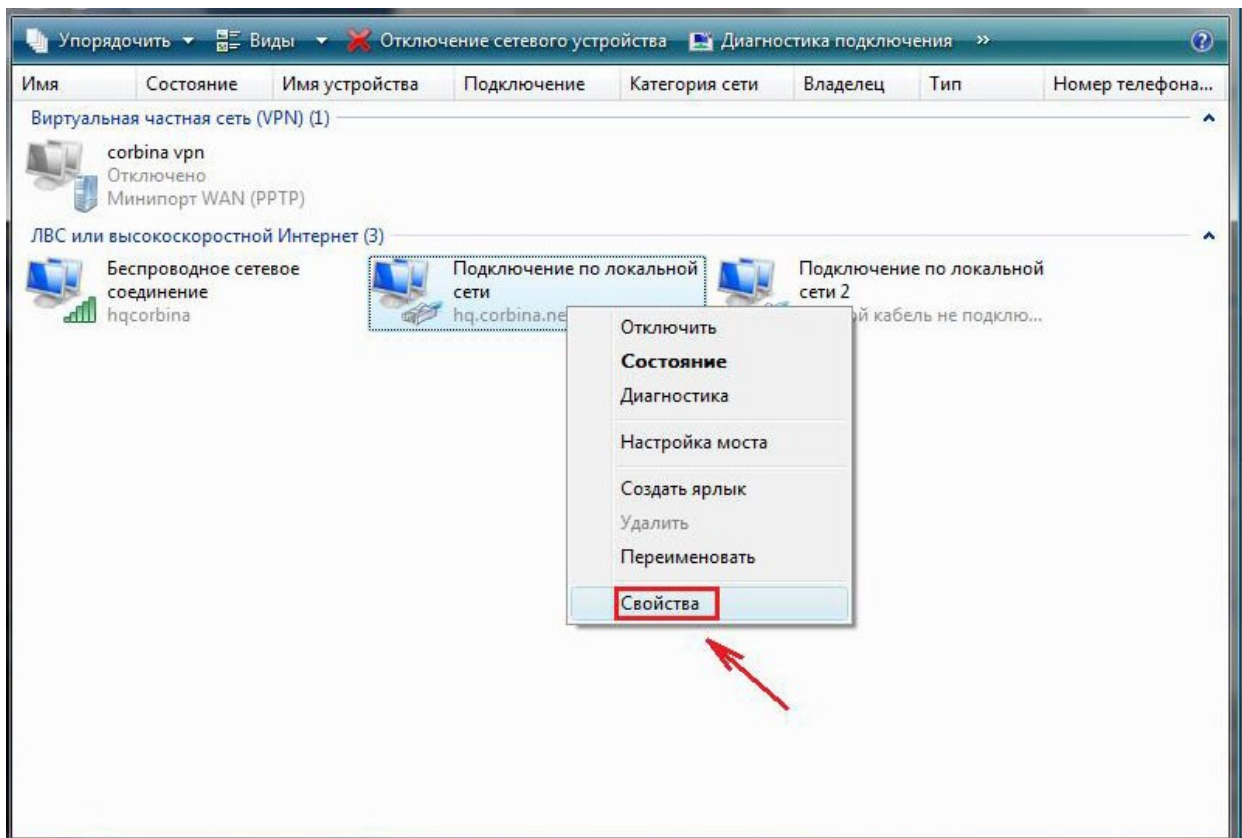 Упорядочить Виды Отключение сетевого устройства Диагностика подключения »
Имя Состояние Имя устройства Подключение Категория сети Владелец Тип Номер телефона...
Виртуальная частная сеть (VPN) (1)
corbina vpn
Отключено
Минипорт WAN (PPTP)
ЛВС или высокоскоростной Интернет (3)
Беспроводное сетевое
соединение
hqcorbina
Подключение по локальной
сети
hq.corbina.ne
Подключение по локальной
сети 2
кабель не подклю...
Отключить
Состояние
Диагностика
Настройка моста
Создать ярлык
Удалить
Переименовать
Свойства